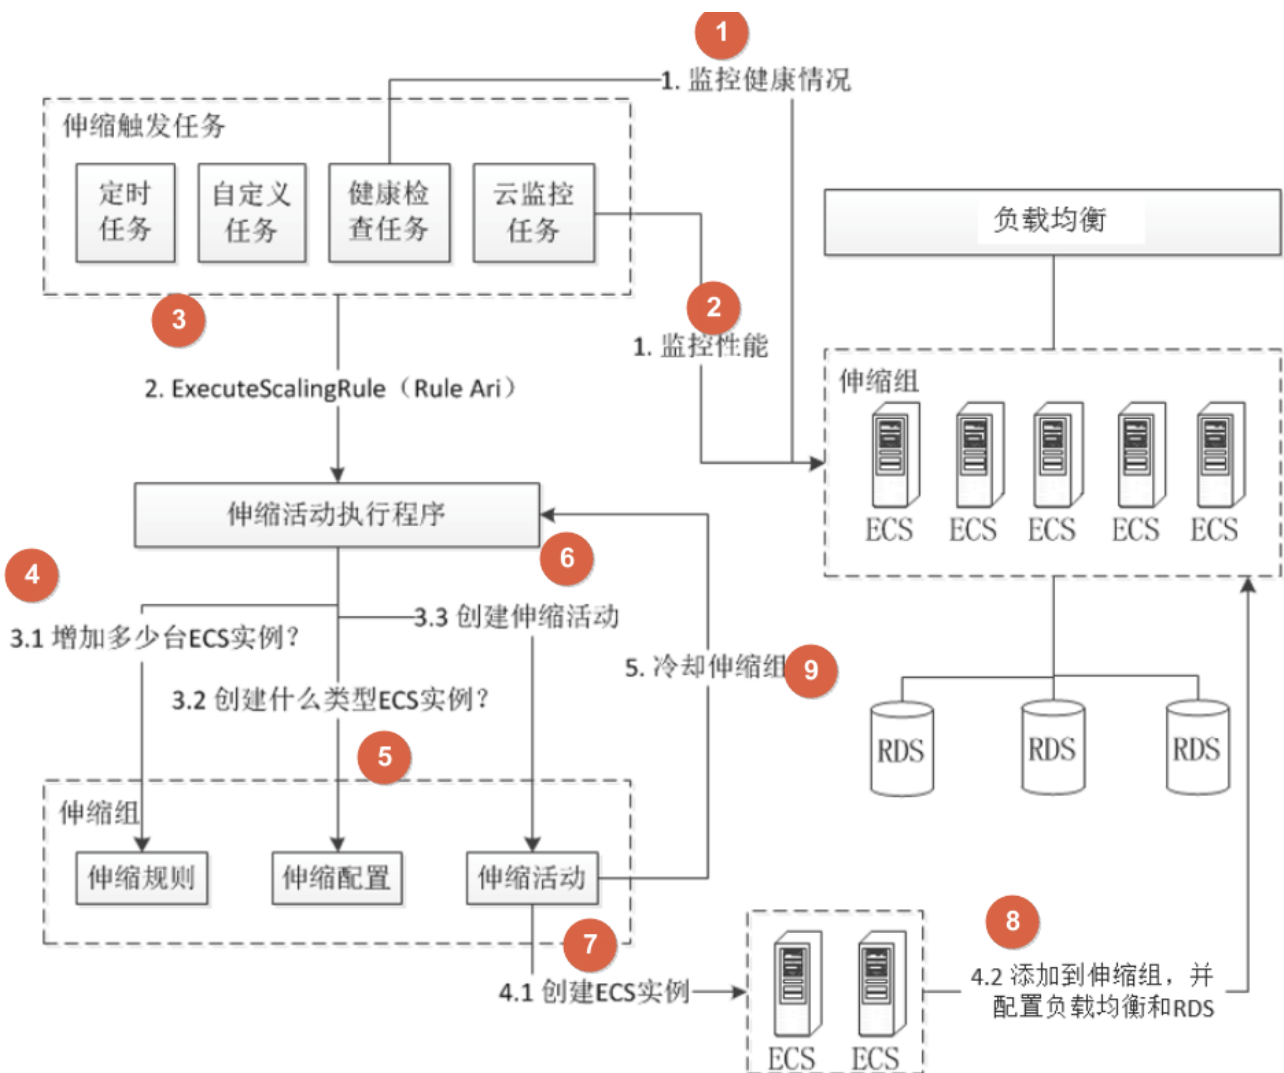 1
1. 监控健康情况
伸缩触发任务
定时
任务
自定义
任务
健康检
查任务
云监控
任务
负载均衡
3
2
1. 监控性能
2. ExecuteScalingRule（Rule Ari）
伸缩组
ECS
ECS
ECS
ECS
ECS
伸缩活动执行程序
6
4
3.1 增加多少台ECS实例？
3.3 创建伸缩活动
5. 冷却伸缩组
9
3.2 创建什么类型ECS实例？
5
RDS
RDS
RDS
伸缩组
伸缩规则
伸缩配置
伸缩活动
7
4.1 创建ECS实例
ECS
ECS
8
4.2 添加到伸缩组，并
配置负载均衡和RDS